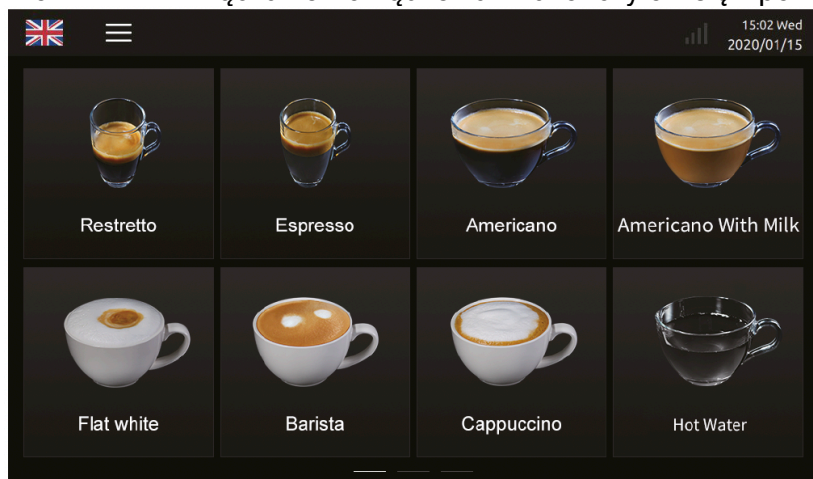 15:02 Wed
2020/01/15
Restretto
Espresso
Americano
Americano With Milk
Flat white
Barista
Cappuccino
Hot Water